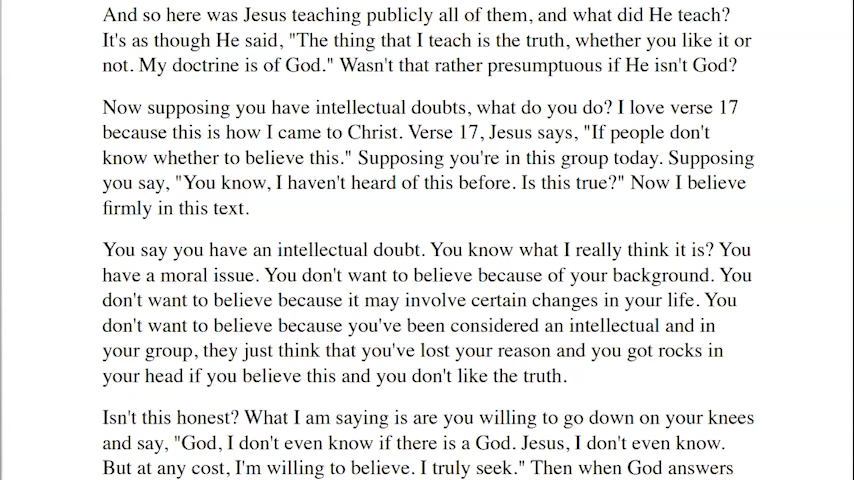 And so here was Jesus teaching publicly all of them, and what did He teach?
It's as though He said, "The thing that I teach is the truth, whether you like it or
not. My doctrine is of God." Wasn't that rather presumptuous if He isn't God?
Now supposing you have intellectual doubts, what do you do? I love verse 17
because this is how I came to Christ. Verse 17, Jesus says, "If people don't
know whether to believe this." Supposing you're in this group today. Supposing
you say, "You know, I haven't heard of this before. Is this true?" Now I believe
firmly in this text.
You say you have an intellectual doubt. You know what I really think it is? You
have a moral issue. You don't want to believe because of your background. You
don't want to believe because it may involve certain changes in your life. You
don't want to believe because you've been considered an intellectual and in
your group, they just think that you've lost your reason and you got rocks in
your head if you believe this and you don't like the truth.
Isn't this honest? What I am saying is are you willing to go down on your knees
and say, "God, I don't even know if there is a God. Jesus, I don't even know.
But at any cost, I'm willing to believe. I truly seek." Then when God answers